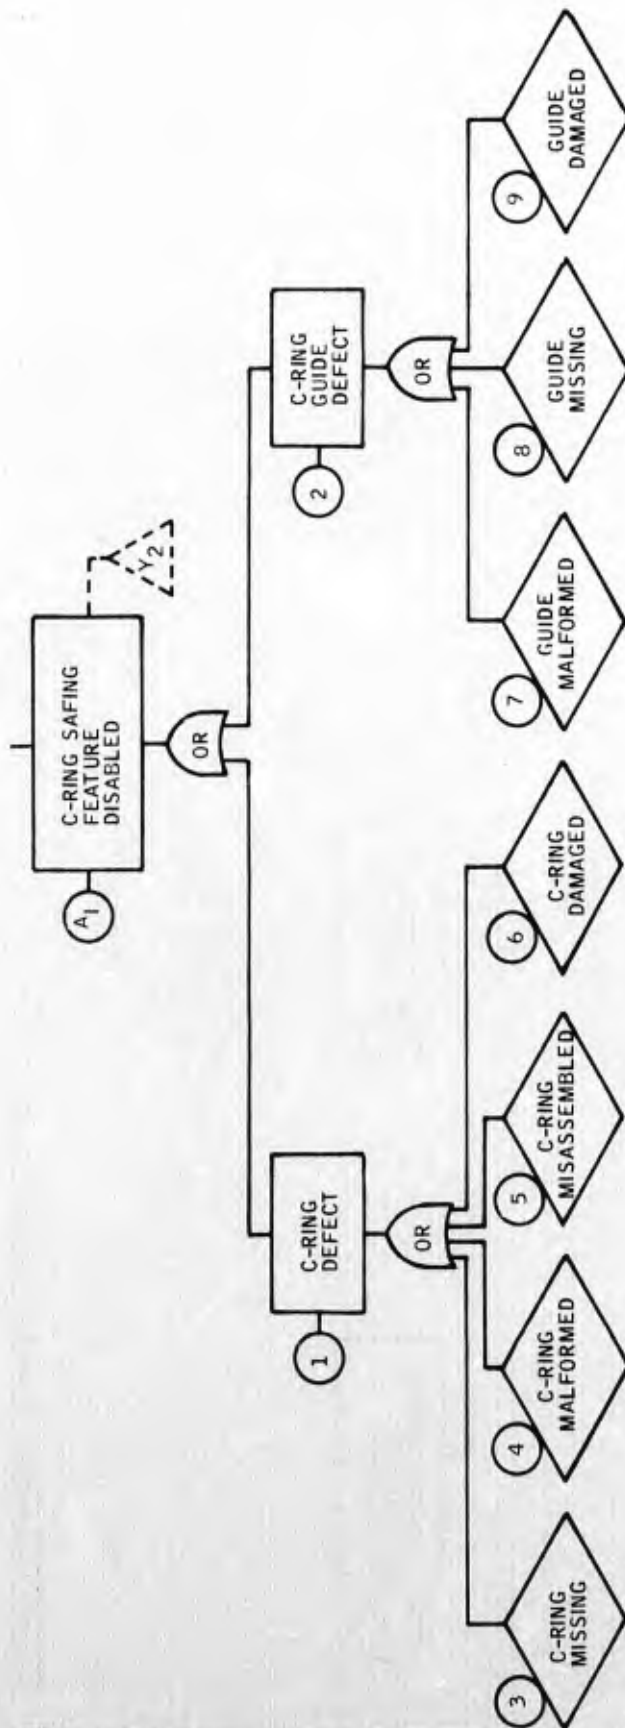 C-RING SAFING
FEATURE
DISABLED
A1
Y2
OR
C-RING
DEFECT
1
C-RING
GUIDE
DEFECT
2
OR
OR
C-RING
MISSING
3
C-RING
MALFORMED
4
C-RING
MISASSEMBLED
5
C-RING
DAMAGED
6
GUIDE
MALFORMED
7
GUIDE
MISSING
8
GUIDE
DAMAGED
9